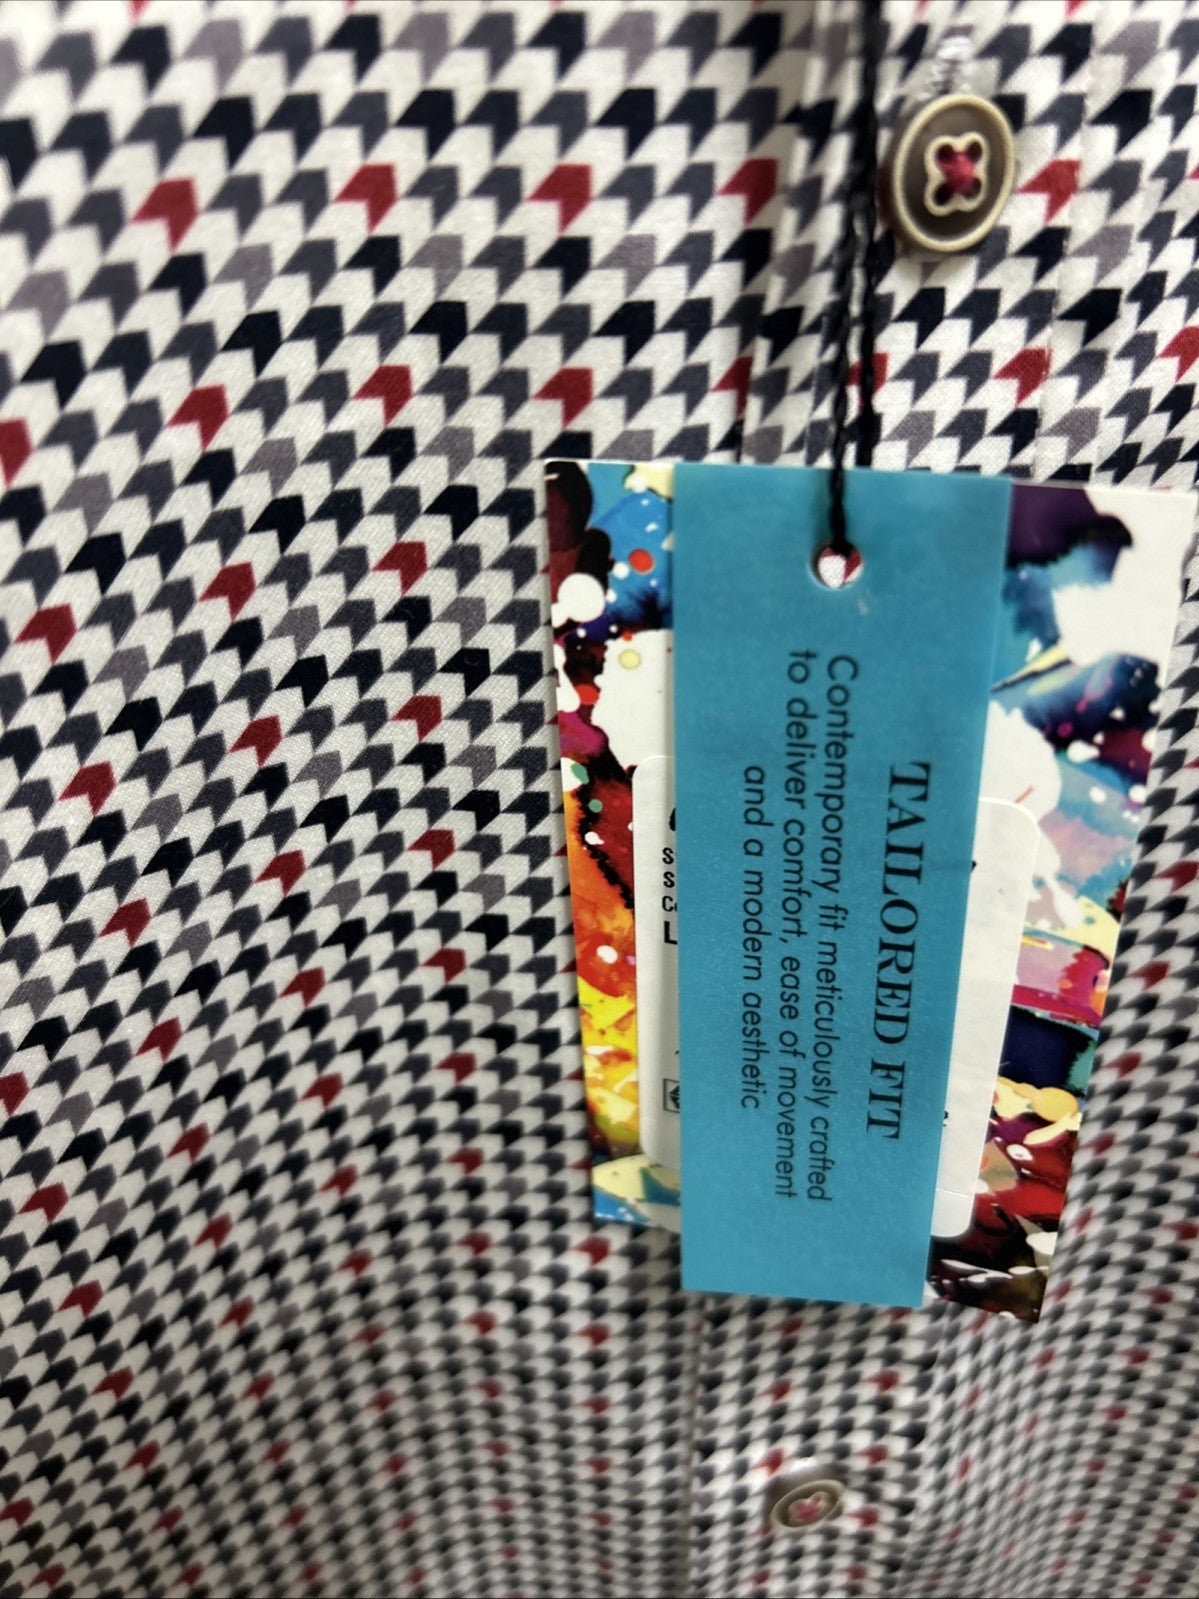 TAILORED FIT
Contemporary fit meticulously crafted
to deliver comfort, ease of movement
and a modern aesthetic